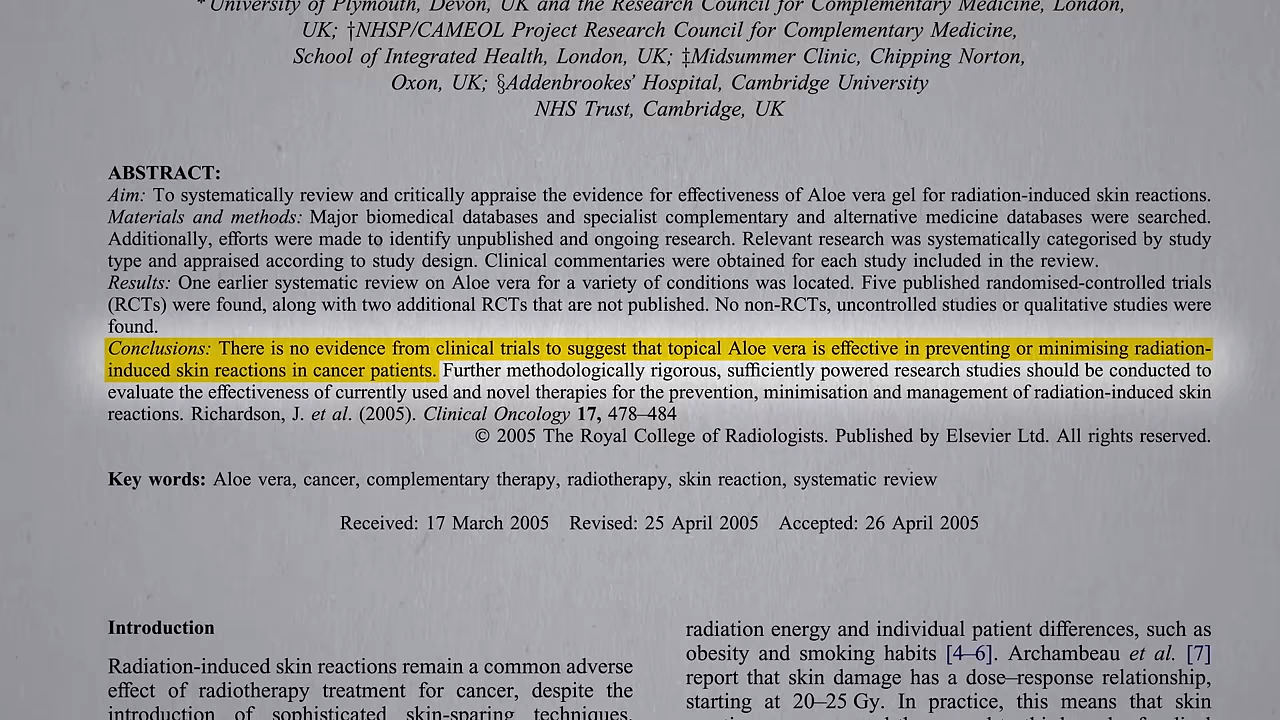 * University of Plymouth, Devon, UK and the Research Council for Complementary Medicine, London,
UK; †NHSP/CAMEOL Project Research Council for Complementary Medicine,
School of Integrated Health, London, UK; ‡Midsummer Clinic, Chipping Norton,
Oxon, UK; §Addenbrookes' Hospital, Cambridge University
NHS Trust, Cambridge, UK
ABSTRACT:
Aim: To systematically review and critically appraise the evidence for effectiveness of Aloe vera gel for radiation-induced skin reactions.
Materials and methods: Major biomedical databases and specialist complementary and alternative medicine databases were searched.
Additionally, efforts were made to identify unpublished and ongoing research. Relevant research was systematically categorised by study
type and appraised according to study design. Clinical commentaries were obtained for each study included in the review.
Results: One earlier systematic review on Aloe vera for a variety of conditions was located. Five published randomised-controlled trials
(RCTs) were found, along with two additional RCTs that are not published. No non-RCTs, uncontrolled studies or qualitative studies were
found.
Conclusions: There is no evidence from clinical trials to suggest that topical Aloe vera is effective in preventing or minimising radiation-
induced skin reactions in cancer patients. Further methodologically rigorous, sufficiently powered research studies should be conducted to
evaluate the effectiveness of currently used and novel therapies for the prevention, minimisation and management of radiation-induced skin
reactions. Richardson, J. et al. (2005). Clinical Oncology 17, 478–484
© 2005 The Royal College of Radiologists. Published by Elsevier Ltd. All rights reserved.
Key words: Aloe vera, cancer, complementary therapy, radiotherapy, skin reaction, systematic review
Received: 17 March 2005 Revised: 25 April 2005 Accepted: 26 April 2005
Introduction
Radiation-induced skin reactions remain a common adverse
effect of radiotherapy treatment for cancer, despite the
introduction of sophisticated skin-sparing techniques.
radiation energy and individual patient differences, such as
obesity and smoking habits [4–6]. Archambeau et al. [7]
report that skin damage has a dose–response relationship,
starting at 20–25 Gy. In practice, this means that skin